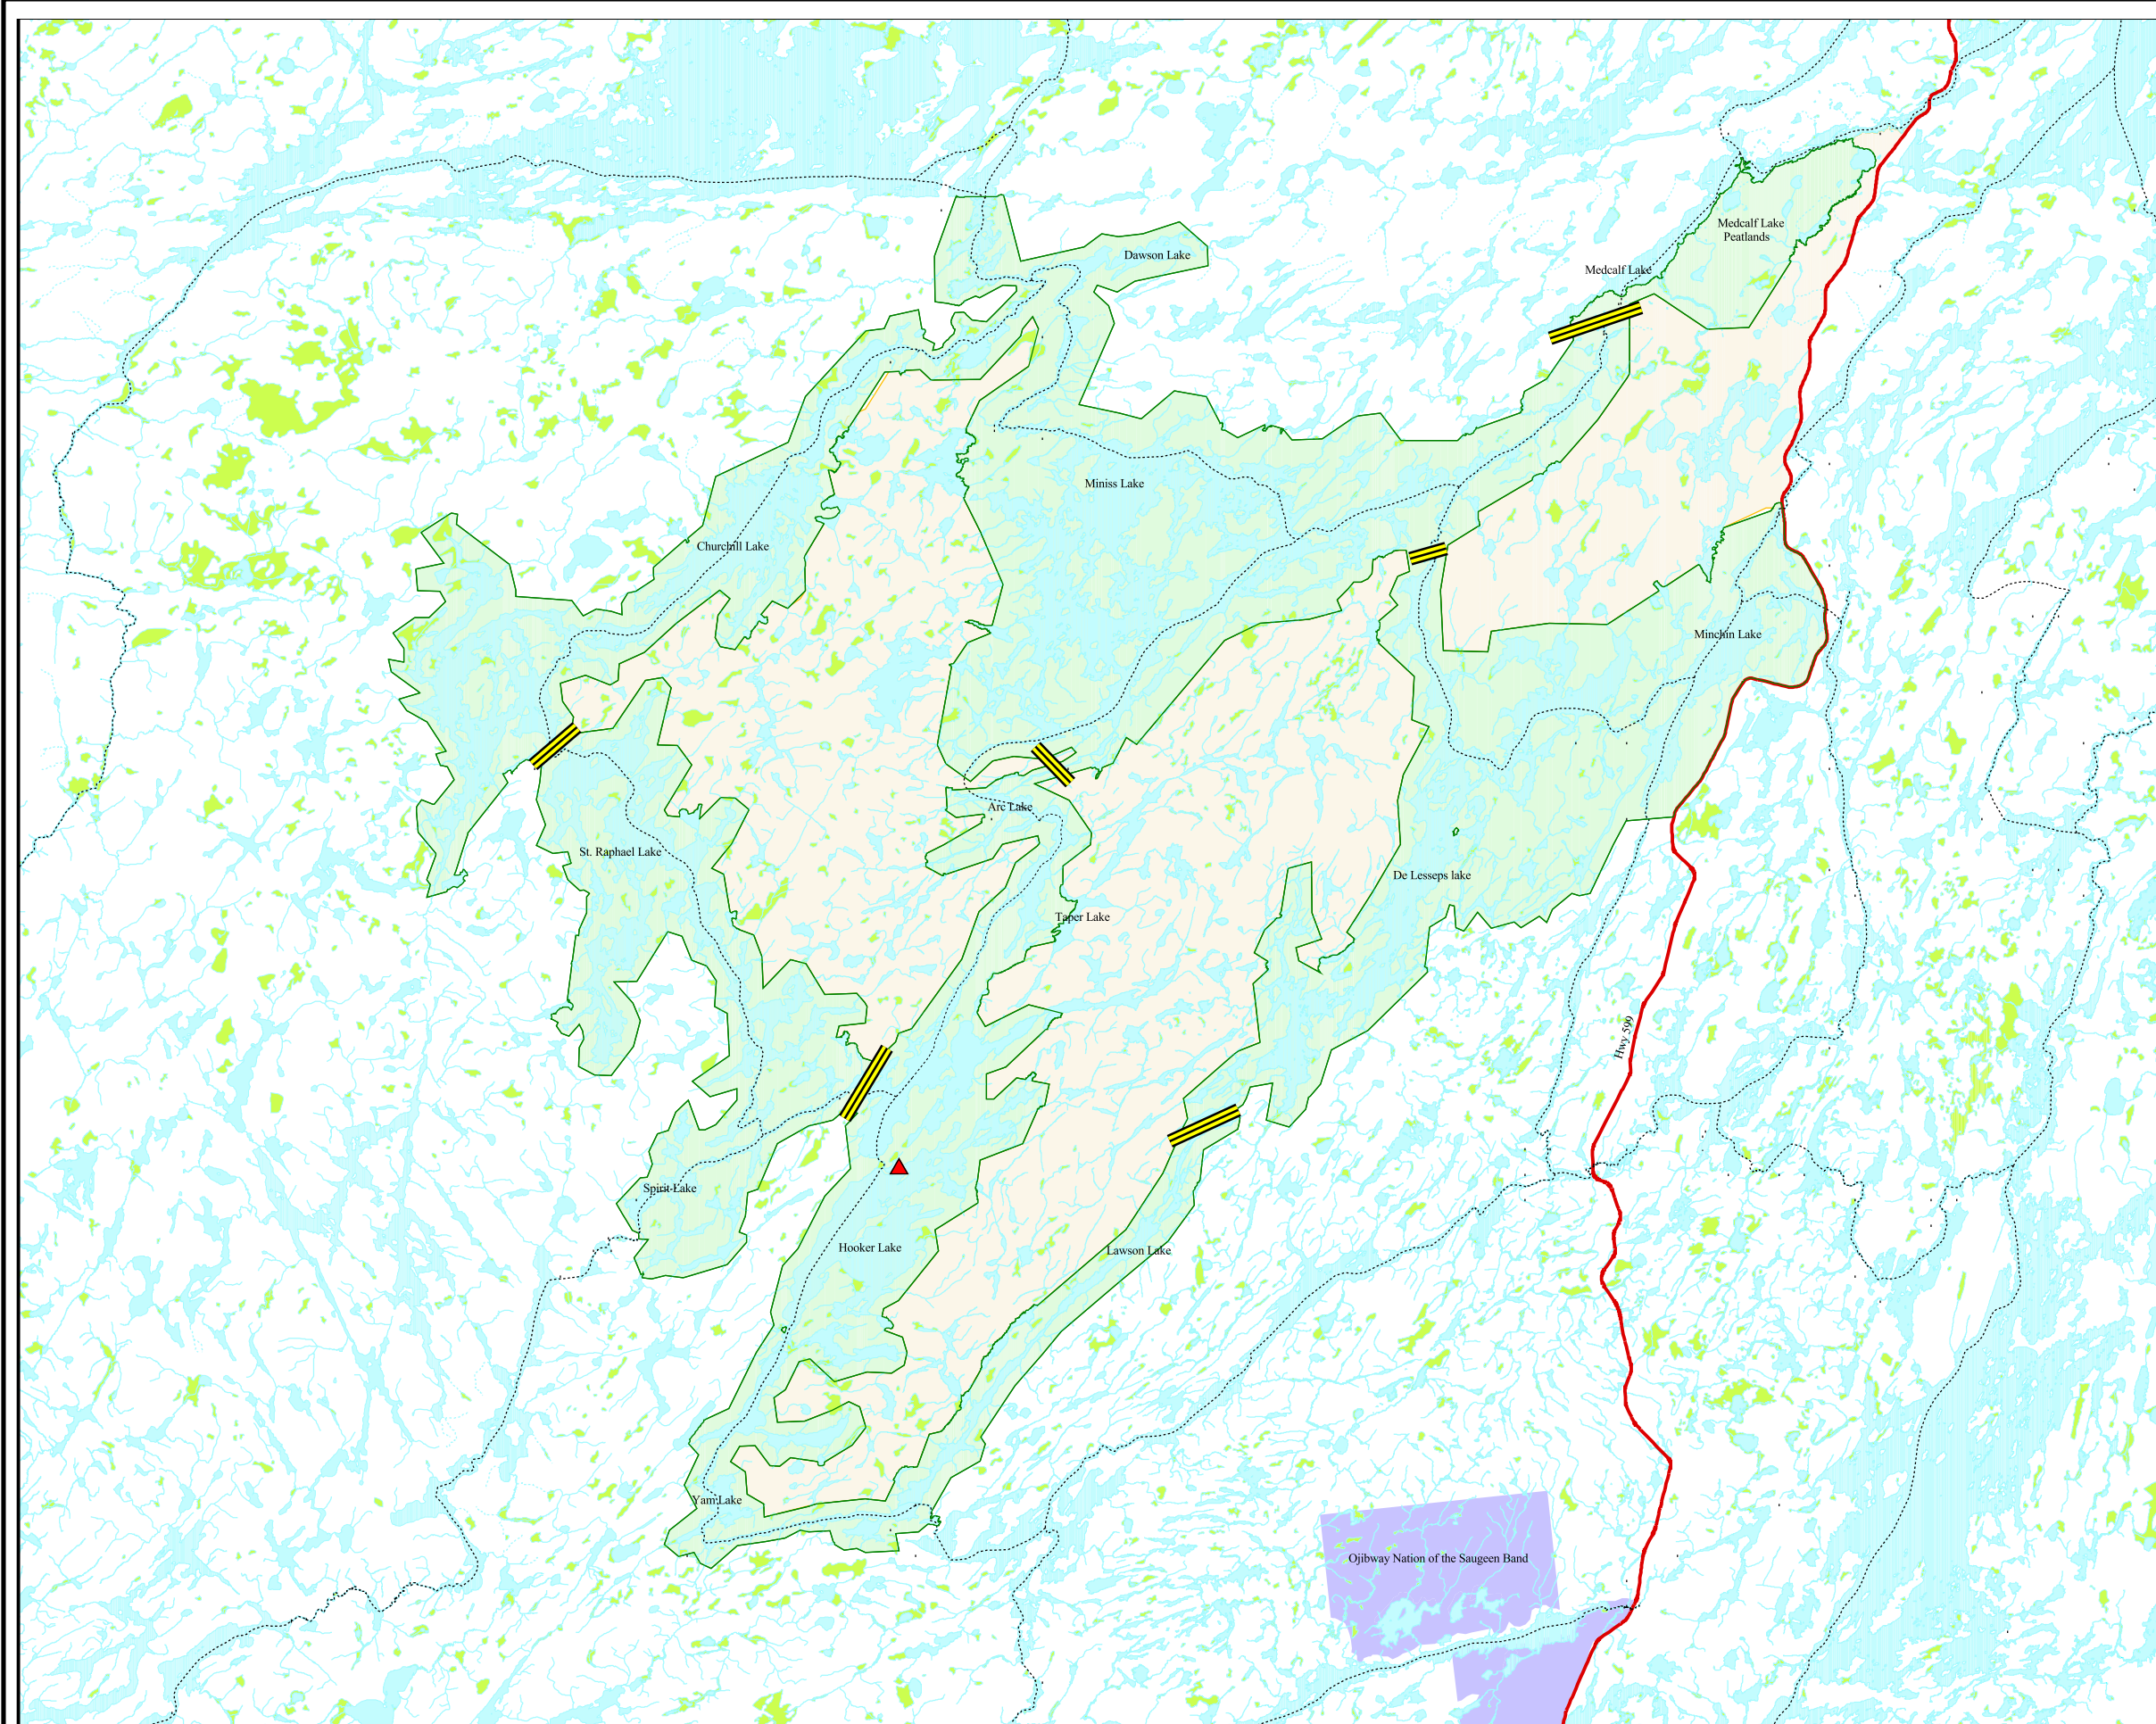 Medcalf Lake
Peatlands
Dawson Lake
Medcalf Lake
Miniss Lake
Churchill Lake
Minchin Lake
Arc Lake
St. Raphael Lake
De Lesseps lake
Taper Lake
Hwy 599
Spirit Lake
Hooker Lake
Lawson Lake
Yam Lake
Ojibway Nation of the Saugeen Band